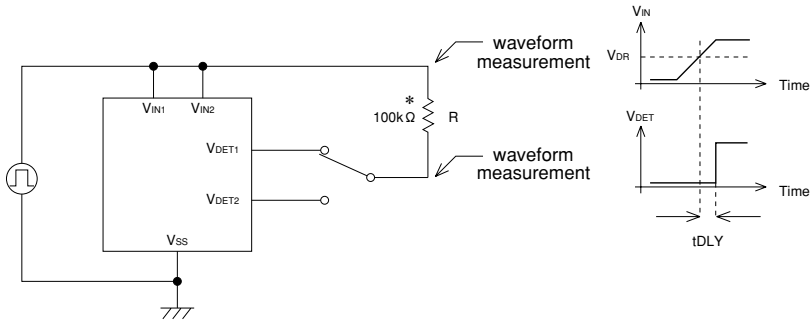 waveform
measurement
VIN1
VIN2
*
100kΩ
R
VDET1
waveform
measurement
VDET2
VSS
VIN
VDR
Time
VDET
Time
tDLY